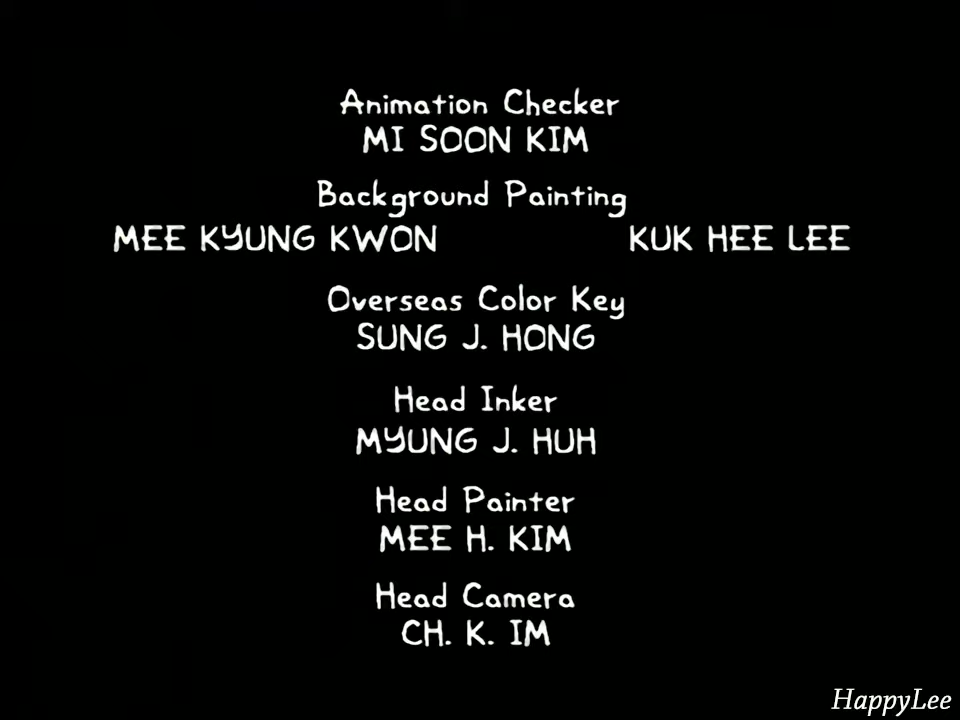 Animation Checker
MI SOON KIM
Background Painting
MEE KYUNG KWON KUK HEE LEE
Overseas Color Key
SUNG J. HONG
Head Inker
MYUNG J. HUH
Head Painter
MEE H. KIM
Head Camera
CH. K. IM
HappyLee